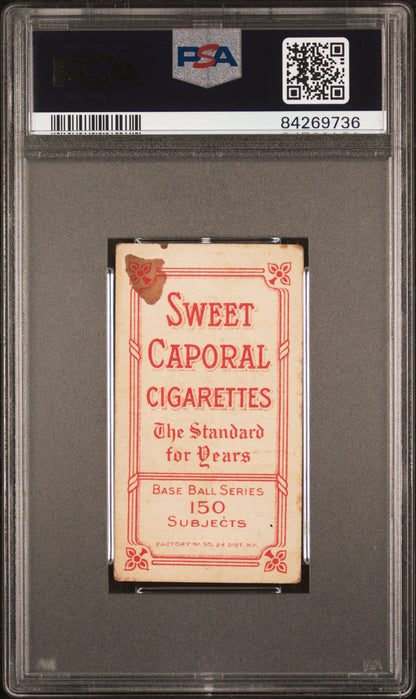 PSA
PSA
84269736
SWEET
CAPORAL
CIGARETTES
The Standard
for Years
BASE BALL SERIES
150
SUBJECTS
FACTORY No. 30, 2d DIST. N.Y.